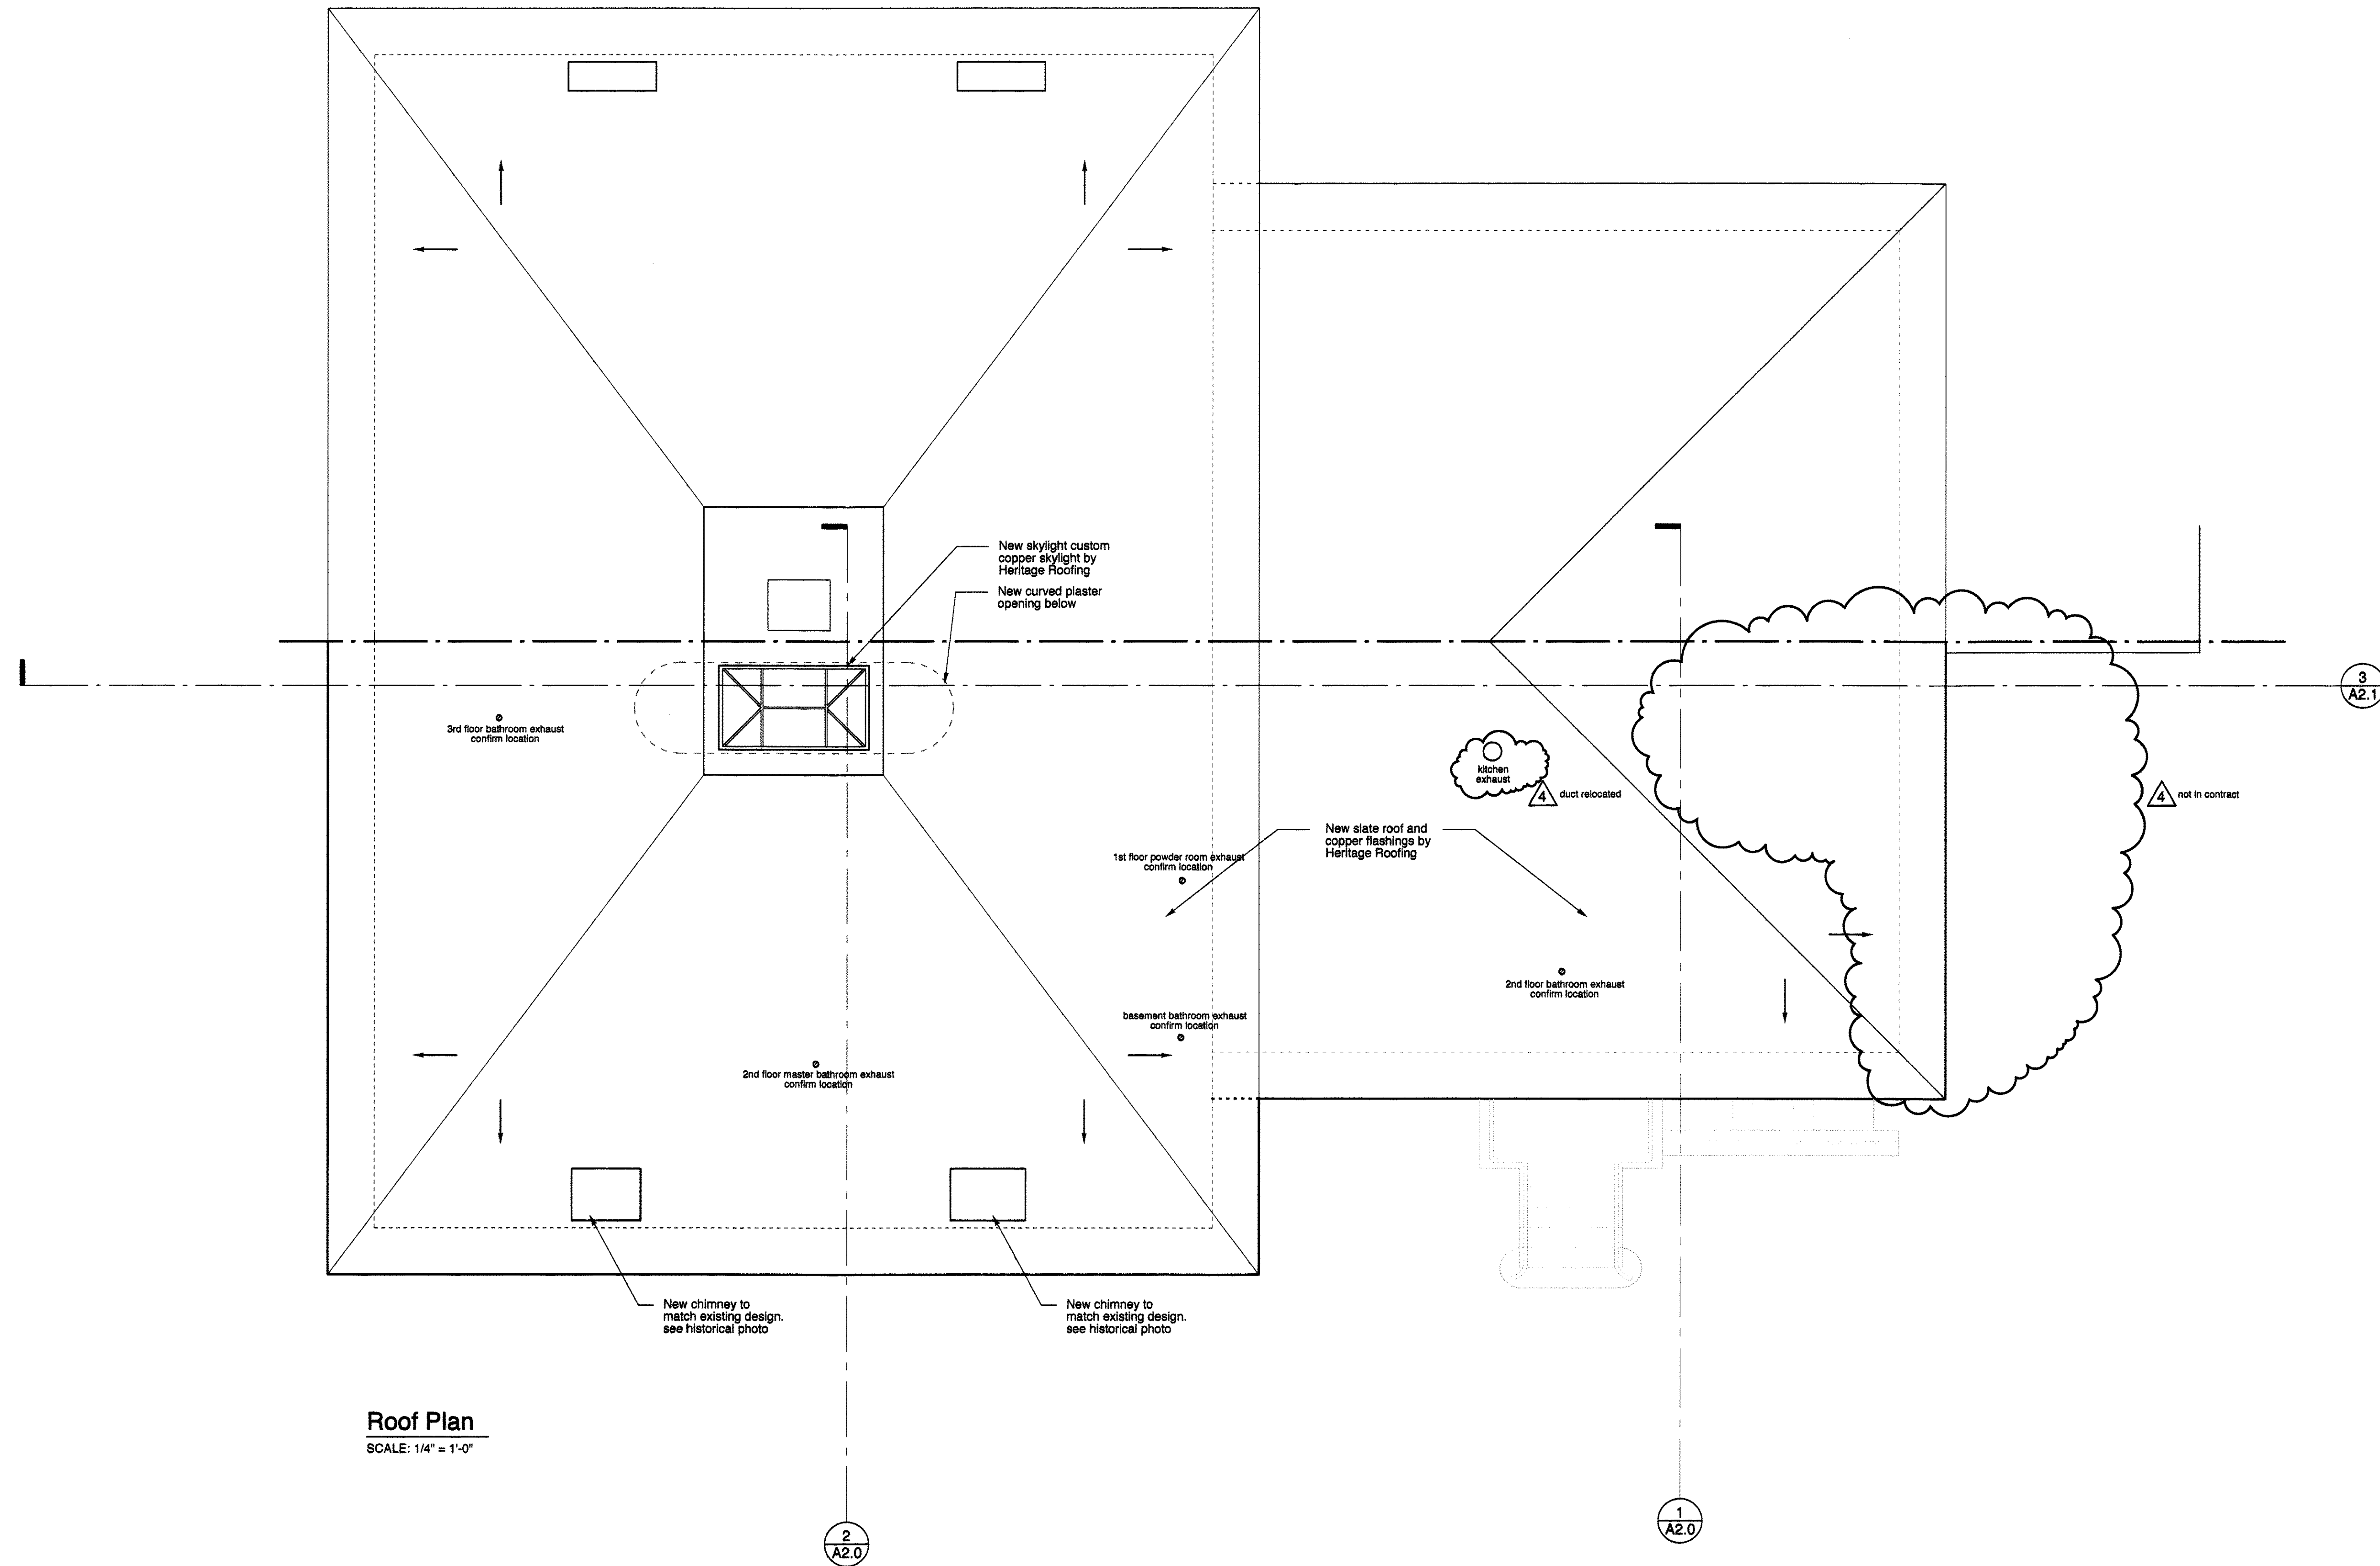 New skylight custom
copper skylight by
Heritage Roofing
New curved plaster
opening below
3
A2.1
3rd floor bathroom exhaust
confirm location
kitchen
exhaust
4
duct relocated
4
not in contract
New slate roof and
copper flashings by
Heritage Roofing
1st floor powder room exhaust
confirm location
2nd floor bathroom exhaust
confirm location
basement bathroom exhaust
confirm location
2nd floor master bathroom exhaust
confirm location
New chimney to
match existing design.
see historical photo
New chimney to
match existing design.
see historical photo
Roof Plan
SCALE: 1/4" = 1'-0"
2
A2.0
1
A2.0